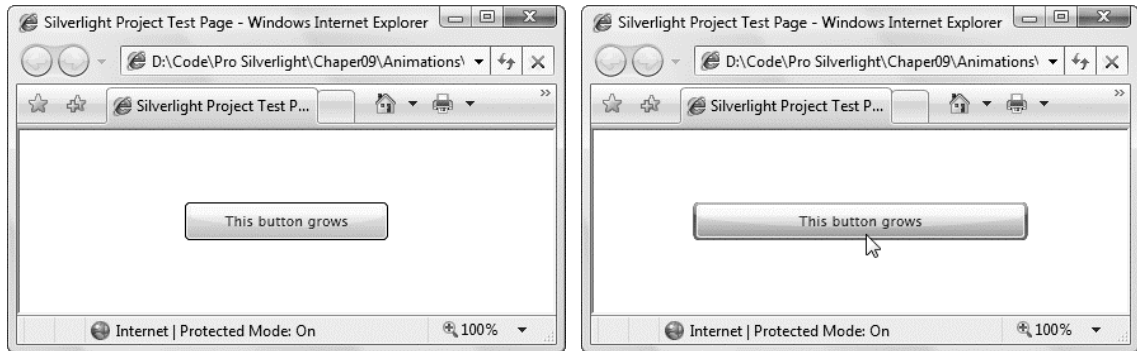 Silverlight Project Test Page - Windows Internet Explorer
D:\Code\Pro Silverlight\Chaper09\Animations\
Silverlight Project Test P...
This button grows
Internet | Protected Mode: On
100%
Silverlight Project Test Page - Windows Internet Explorer
D:\Code\Pro Silverlight\Chaper09\Animations\
Silverlight Project Test P...
This button grows
Internet | Protected Mode: On
100%